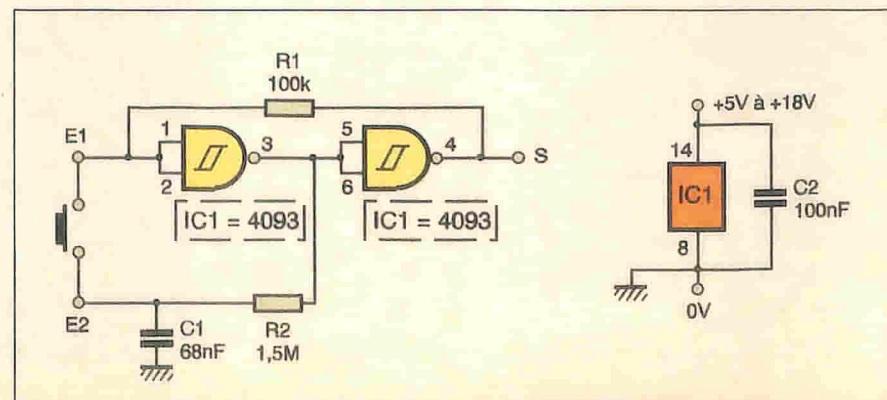 R1
100k
E1
1
2
3
5
6
4
S
IC1 = 4093
IC1 = 4093
E2
C1
68nF
R2
1,5M
+5V à +18V
14
IC1
8
C2
100nF
0V